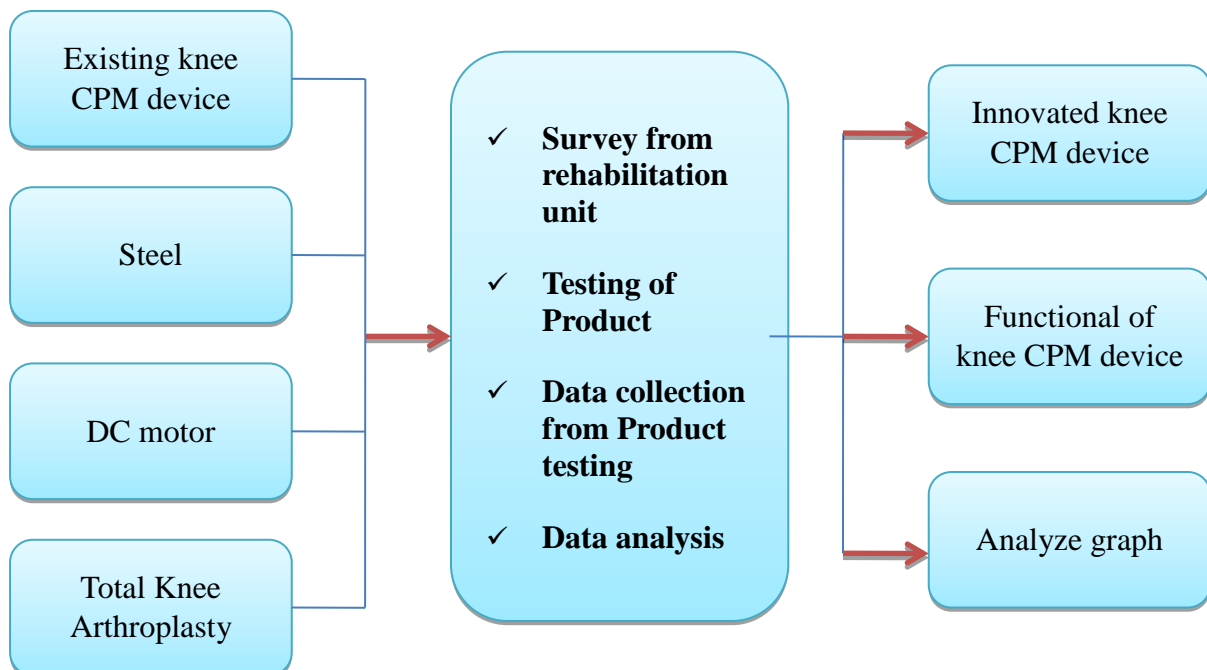 Existing knee
CPM device
Steel
DC motor
Total Knee
Arthroplasty
✓ Survey from
rehabilitation
unit
✓ Testing of
Product
✓ Data collection
from Product
testing
✓ Data analysis
Innovated knee
CPM device
Functional of
knee CPM device
Analyze graph